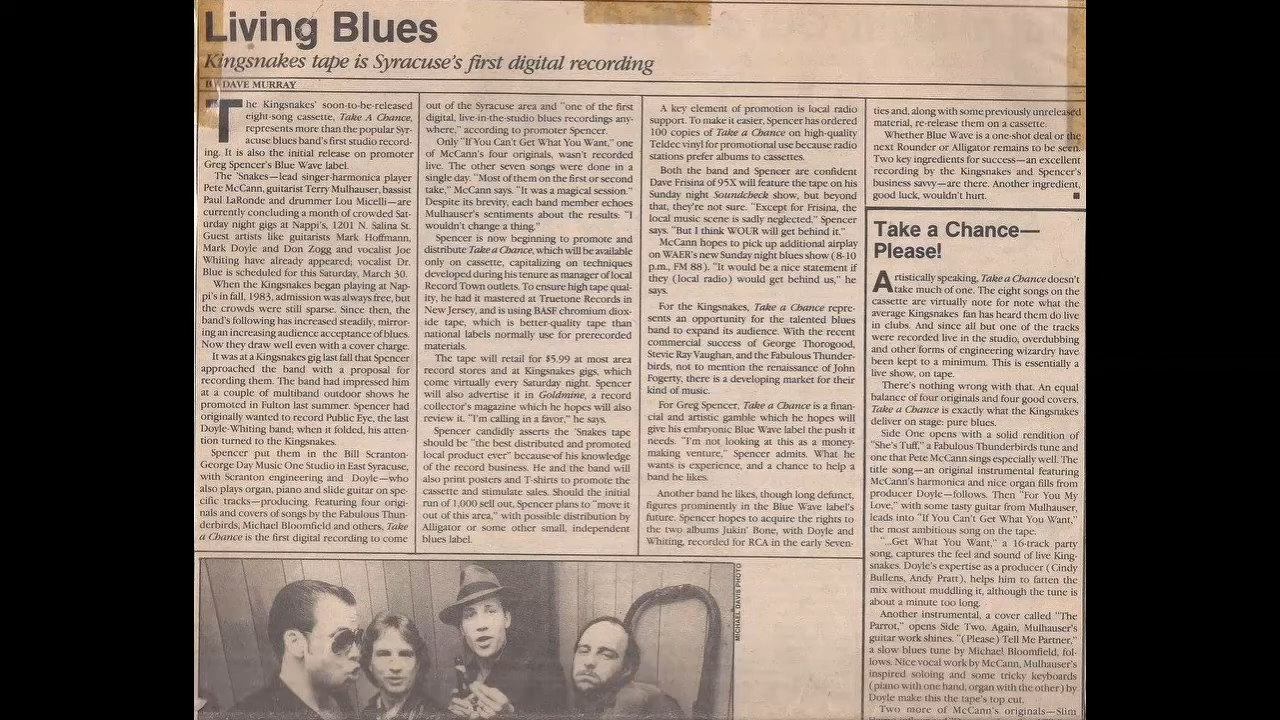 Living Blues
Kingsnakes tape is Syracuse's first digital recording
BY DAVE MURRAY
The Kingsnakes' soon-to-be-released
eight-song cassette, Take A Chance,
represents more than the popular Syr-
acuse blues band's first studio record-
ing. It is also the initial release on promoter
Greg Spencer's Blue Wave label.
The 'Snakes—lead singer-harmonica player
Pete McCann, guitarist Terry Mulhauser, bassist
Paul LaRonde and drummer Lou Micelli—are
currently concluding a month of crowded Sat-
urday night gigs at Nappi's, 1201 N. Salina St.
Guest artists like guitarists Mark Hoffmann,
Mark Doyle and Don Zogg and vocalist Joe
Whiting have already appeared; vocalist Dr.
Blue is scheduled for this Saturday, March 30.
When the Kingsnakes began playing at Nap-
pi's in fall, 1983, admission was always free, but
the crowds were still sparse. Since then, the
band's following has increased steadily, mirror-
ing an increasing audience acceptance of blues.
Now they draw well even with a cover charge.
It was at a Kingsnakes gig last fall that Spencer
approached the band with a proposal for
recording them. The band had impressed him
at a couple of multiband outdoor shows he
promoted in Fulton last summer. Spencer had
originally wanted to record Public Eye, the last
Doyle-Whiting band; when it folded, his atten-
tion turned to the Kingsnakes.
Spencer put them in the Bill Scranton-
George Day Music One Studio in East Syracuse,
with Scranton engineering and Doyle—who
also plays organ, piano and slide guitar on spe-
cific tracks—producing. Featuring four origi-
nals and covers of songs by the Fabulous Thun-
derbirds, Michael Bloomfield and others, Take
a Chance is the first digital recording to come
out of the Syracuse area and "one of the first
digital, live-in-the-studio blues recordings any-
where," according to promoter Spencer.
Only "If You Can't Get What You Want," one
of McCann's four originals, wasn't recorded
live. The other seven songs were done in a
single day. "Most of them on the first or second
take," McCann says. "It was a magical session."
Despite its brevity, each band member echoes
Mulhauser's sentiments about the results: "I
wouldn't change a thing."
Spencer is now beginning to promote and
distribute Take a Chance, which will be available
only on cassette, capitalizing on techniques
developed during his tenure as manager of local
Record Town outlets. To ensure high tape qual-
ity, he had it mastered at Truetone Records in
New Jersey, and is using BASF chromium diox-
ide tape, which is better-quality tape than
national labels normally use for prerecorded
materials.
The tape will retail for $5.99 at most area
record stores and at Kingsnakes gigs, which
come virtually every Saturday night. Spencer
will also advertise it in Goldmine, a record
collector's magazine which he hopes will also
review it. "I'm calling in a favor," he says.
Spencer candidly asserts the 'Snakes tape
should be "the best distributed and promoted
local product ever" because of his knowledge
of the record business. He and the band will
also print posters and T-shirts to promote the
cassette and stimulate sales. Should the initial
run of 1,000 sell out, Spencer plans to "move it
out of this area," with possible distribution by
Alligator or some other small, independent
blues label.
A key element of promotion is local radio
support. To make it easier, Spencer has ordered
100 copies of Take a Chance on high-quality
Teldec vinyl for promotional use because radio
stations prefer albums to cassettes.
Both the band and Spencer are confident
Dave Frisina of 95X will feature the tape on his
Sunday night Soundcheck show, but beyond
that, they're not sure. "Except for Frisina, the
local music scene is sadly neglected," Spencer
says. "But I think WOUR will get behind it."
McCann hopes to pick up additional airplay
on WAER's new Sunday night blues show (8-10
p.m., FM 88). "It would be a nice statement if
they (local radio) would get behind us," he
says.
For the Kingsnakes, Take a Chance repre-
sents an opportunity for the talented blues
band to expand its audience. With the recent
commercial success of George Thorogood,
Stevie Ray Vaughan, and the Fabulous Thunder-
birds, not to mention the renaissance of John
Fogerty, there is a developing market for their
kind of music.
For Greg Spencer, Take a Chance is a finan-
cial and artistic gamble which he hopes will
give his embryonic Blue Wave label the push it
needs. "I'm not looking at this as a money-
making venture," Spencer admits. What he
wants is experience, and a chance to help a
band he likes.
Another band he likes, though long defunct,
figures prominently in the Blue Wave label's
future. Spencer hopes to acquire the rights to
the two albums Jukin' Bone, with Doyle and
Whiting, recorded for RCA in the early Seven-
ties and, along with some previously unreleased
material, re-release them on a cassette.
Whether Blue Wave is a one-shot deal or the
next Rounder or Alligator remains to be seen.
Two key ingredients for success—an excellent
recording by the Kingsnakes and Spencer's
business savvy—are there. Another ingredient,
good luck, wouldn't hurt.
Take a Chance—
Please!
Artistically speaking, Take a Chance doesn't
take much of one. The eight songs on the
cassette are virtually note for note what the
average Kingsnakes fan has heard them do live
in clubs. And since all but one of the tracks
were recorded live in the studio, overdubbing
and other forms of engineering wizardry have
been kept to a minimum. This is essentially a
live show, on tape.
There's nothing wrong with that. An equal
balance of four originals and four good covers.
Take a Chance is exactly what the Kingsnakes
deliver on stage: pure blues.
Side One opens with a solid rendition of
"She's Tuff," a Fabulous Thunderbirds tune and
one that Pete McCann sings especially well. The
title song—an original instrumental featuring
McCann's harmonica and nice organ fills from
producer Doyle—follows. Then "For You My
Love," with some tasty guitar from Mulhauser,
leads into "If You Can't Get What You Want,"
the most ambitious song on the tape.
"...Get What You Want," a 16-track party
song, captures the feel and sound of live King-
snakes. Doyle's expertise as a producer (Cindy
Bullens, Andy Pratt), helps him to fatten the
mix without muddling it, although the tune is
about a minute too long.
Another instrumental, a cover called "The
Parrot," opens Side Two. Again, Mulhauser's
guitar work shines. "(Please) Tell Me Partner,"
a slow blues tune by Michael Bloomfield, fol-
lows. Nice vocal work by McCann, Mulhauser's
inspired soloing and some tricky keyboards
(piano with one hand, organ with the other) by
Doyle make this the tape's top cut.
Two more of McCann's originals—Slim
MICHAEL DAVIS PHOTO